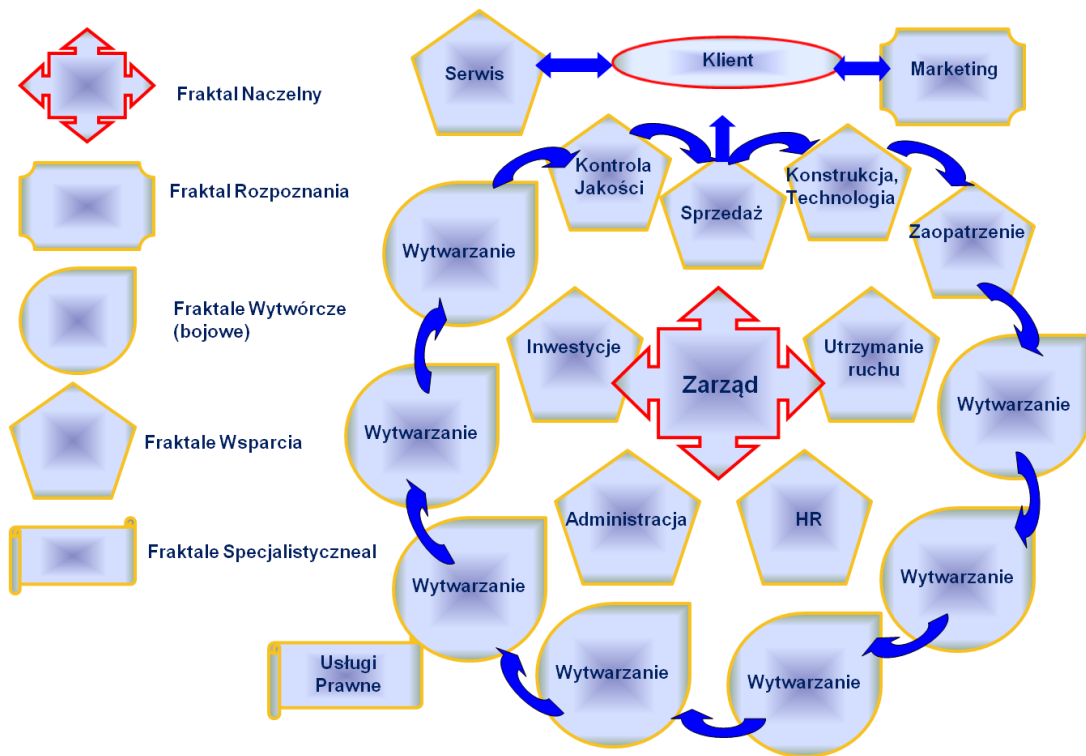 Fraktal Naczelny
Fraktal Rozpoznania
Fraktale Wytwórcze
(bojowe)
Fraktale Wsparcia
Fraktale Specjalistyczneal
Serwis
Klient
Marketing
Kontrola
Jakości
Sprzedaż
Konstrukcja,
Technologia
Zaopatrzenie
Wytwarzanie
Inwestycje
Zarząd
Utrzymanie
ruchu
Wytwarzanie
Wytwarzanie
Administracja
HR
Wytwarzanie
Wytwarzanie
Usługi
Prawne
Wytwarzanie
Wytwarzanie